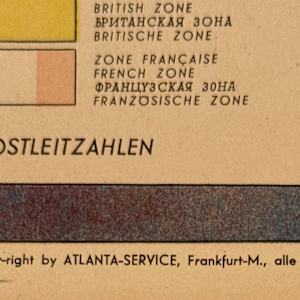 BRITISH ZONE
БРИТАНСКАЯ ЗОНА
BRITISCHE ZONE
ZONE FRANÇAISE
FRENCH ZONE
ФРАНЦУЗСКАЯ ЗОНА
FRANZÖSISCHE ZONE
OSTLEITZAHLEN
-right by ATLANTA-SERVICE, Frankfurt-M., alle